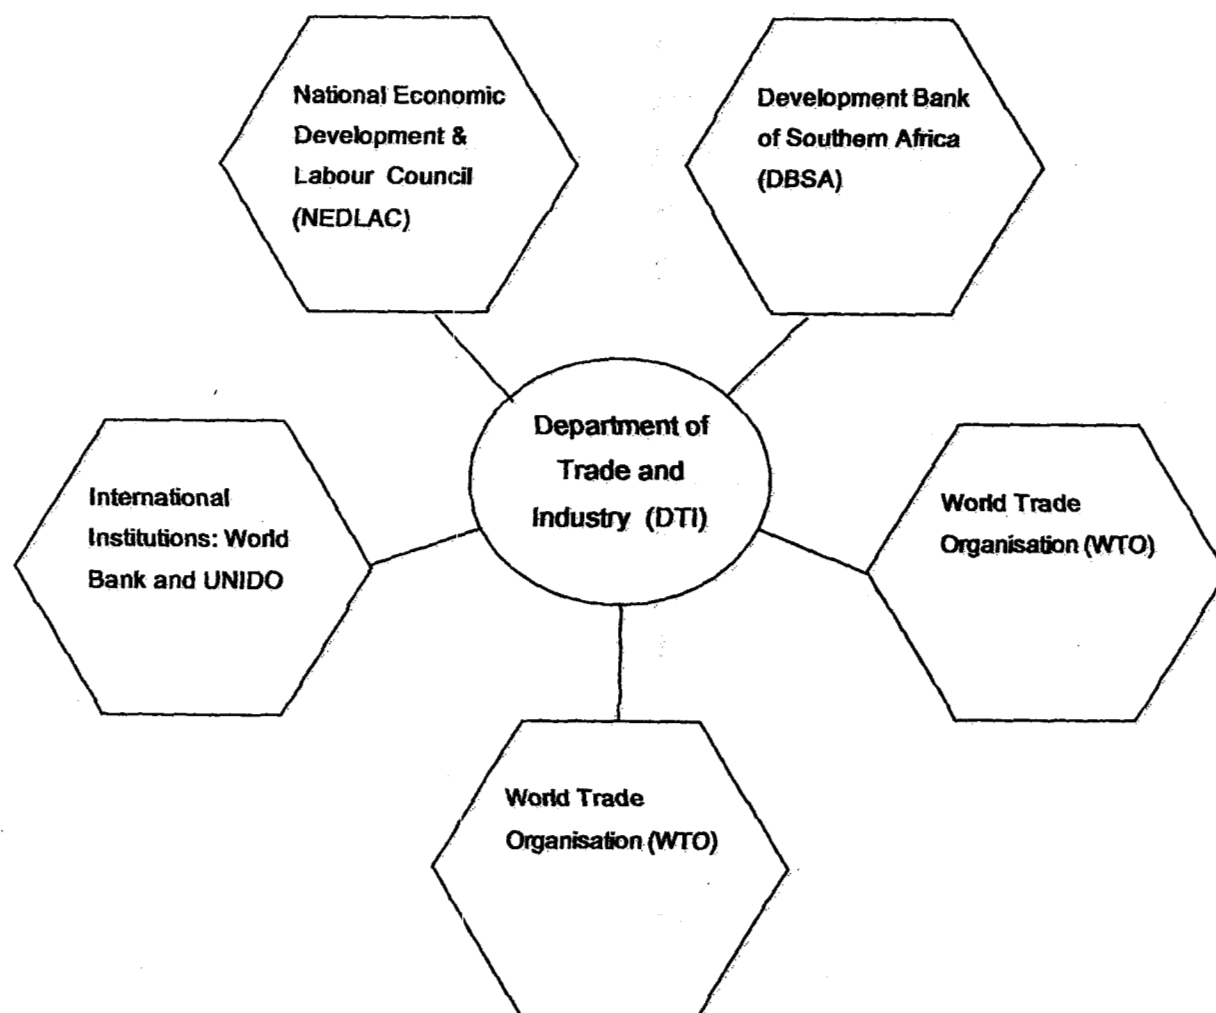 National Economic
Development &
Labour Council
(NEDLAC)
Development Bank
of Southern Africa
(DBSA)
Department of
Trade and
Industry (DTI)
International
Institutions: World
Bank and UNIDO
World Trade
Organisation (WTO)
World Trade
Organisation (WTO)